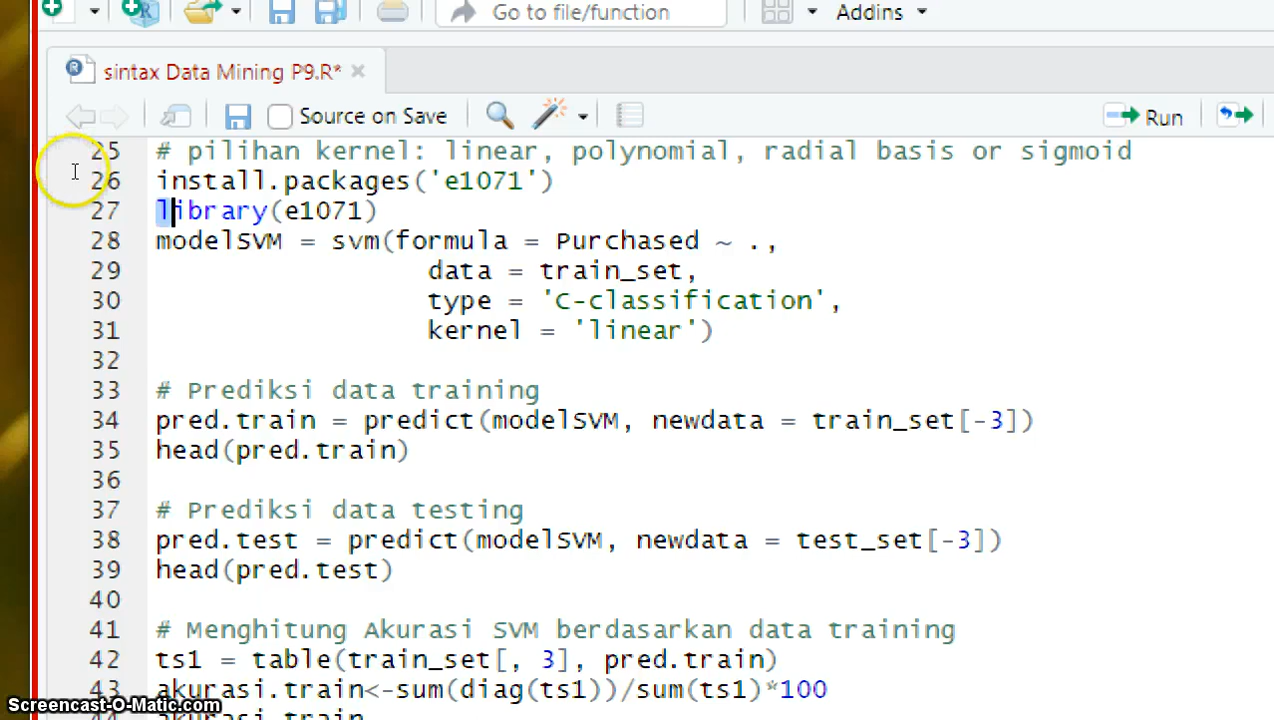 Go to file/function
Addins
sintax Data Mining P9.R*
Source on Save
Run
25 # pilihan kernel: linear, polynomial, radial basis or sigmoid
26 install.packages('e1071')
27 library(e1071)
28 modelSVM = svm(formula = Purchased ~ .,
29 data = train_set,
30 type = 'C-classification',
31 kernel = 'linear')
32
33 # Prediksi data training
34 pred.train = predict(modelSVM, newdata = train_set[-3])
35 head(pred.train)
36
37 # Prediksi data testing
38 pred.test = predict(modelSVM, newdata = test_set[-3])
39 head(pred.test)
40
41 # Menghitung Akurasi SVM berdasarkan data training
42 ts1 = table(train_set[, 3], pred.train)
43 akurasi.train<-sum(diag(ts1))/sum(ts1)*100
akurasi.train
Screencast-O-Matic.com